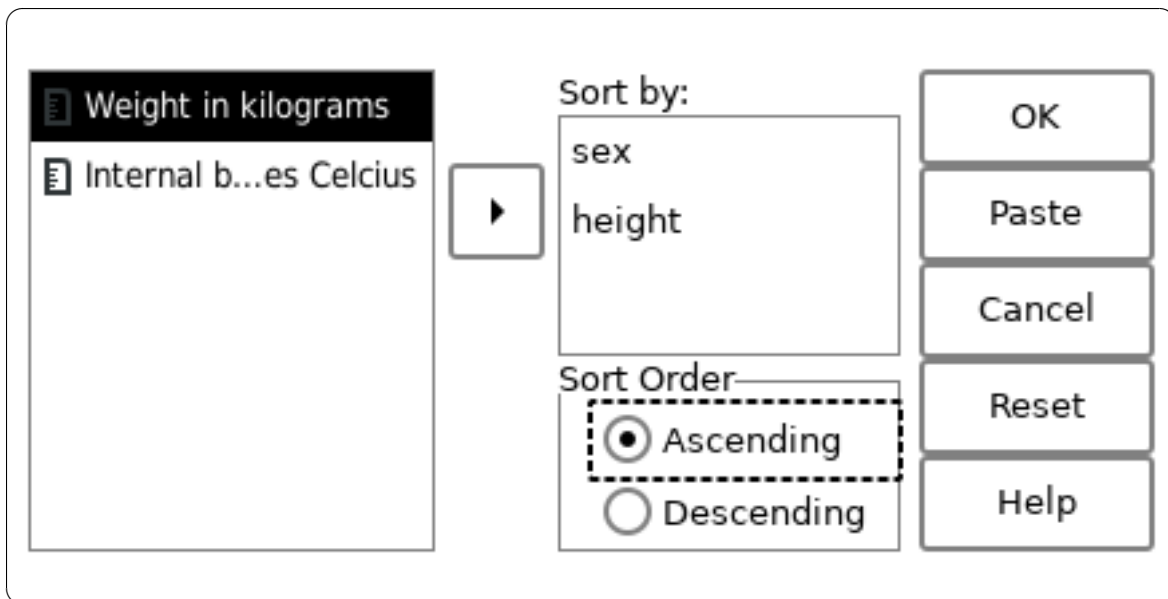 Weight in kilograms
Internal b...es Celcius
Sort by:
sex
height
Sort Order
Ascending
Descending
OK
Paste
Cancel
Reset
Help